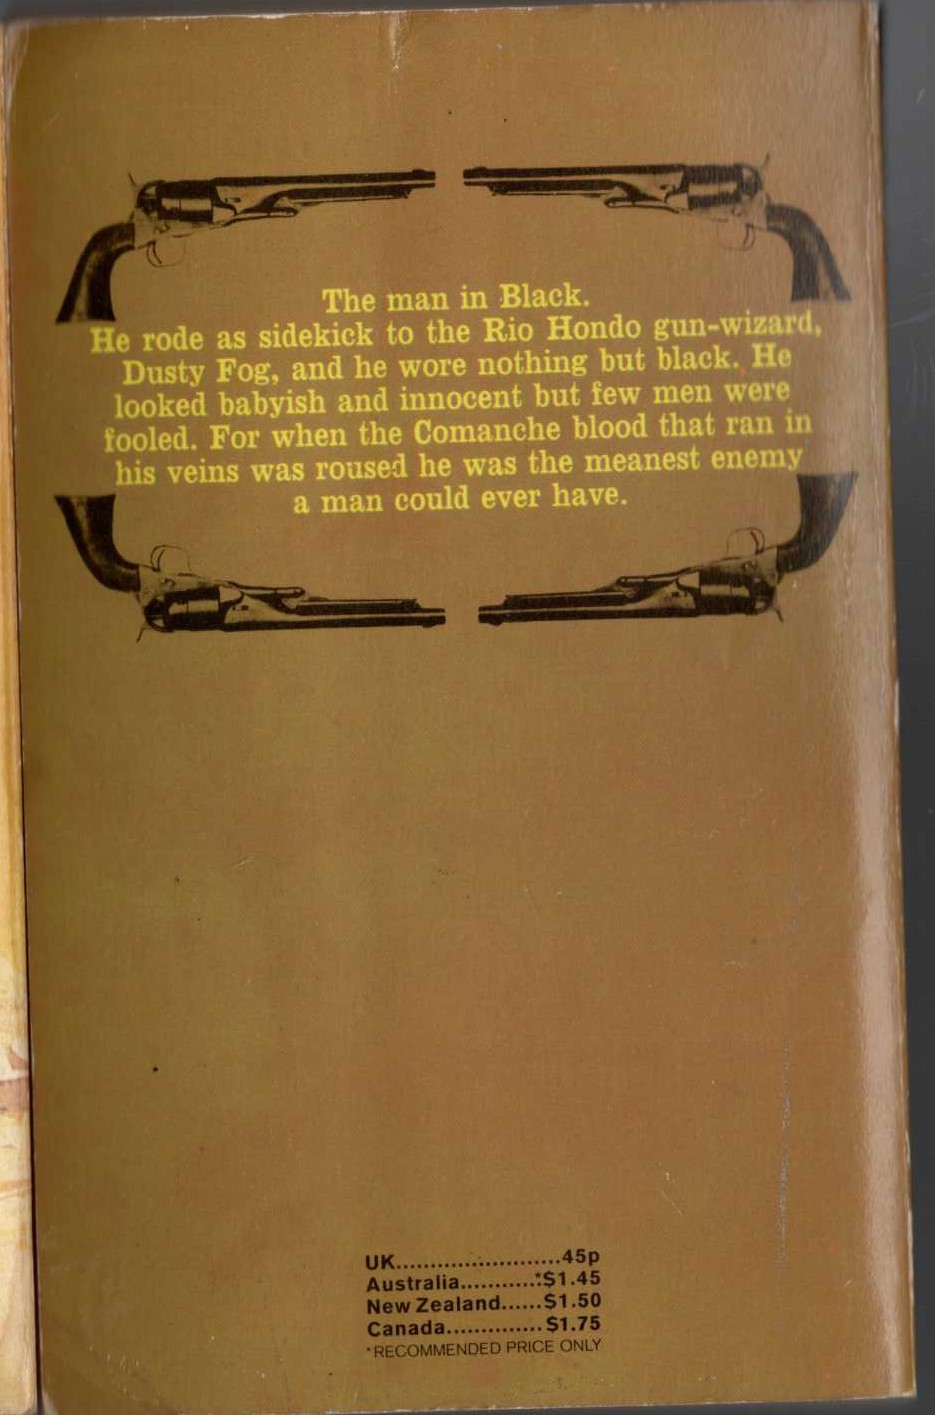 The man in Black.
He rode as sidekick to the Rio Hondo gun-wizard,
Dusty Fog, and he wore nothing but black. He
looked babyish and innocent but few men were
fooled. For when the Comanche blood that ran in
his veins was roused he was the meanest enemy
a man could ever have.
UK........................45p
Australia...........*$1.45
New Zealand......$1.50
Canada..............$1.75
*RECOMMENDED PRICE ONLY